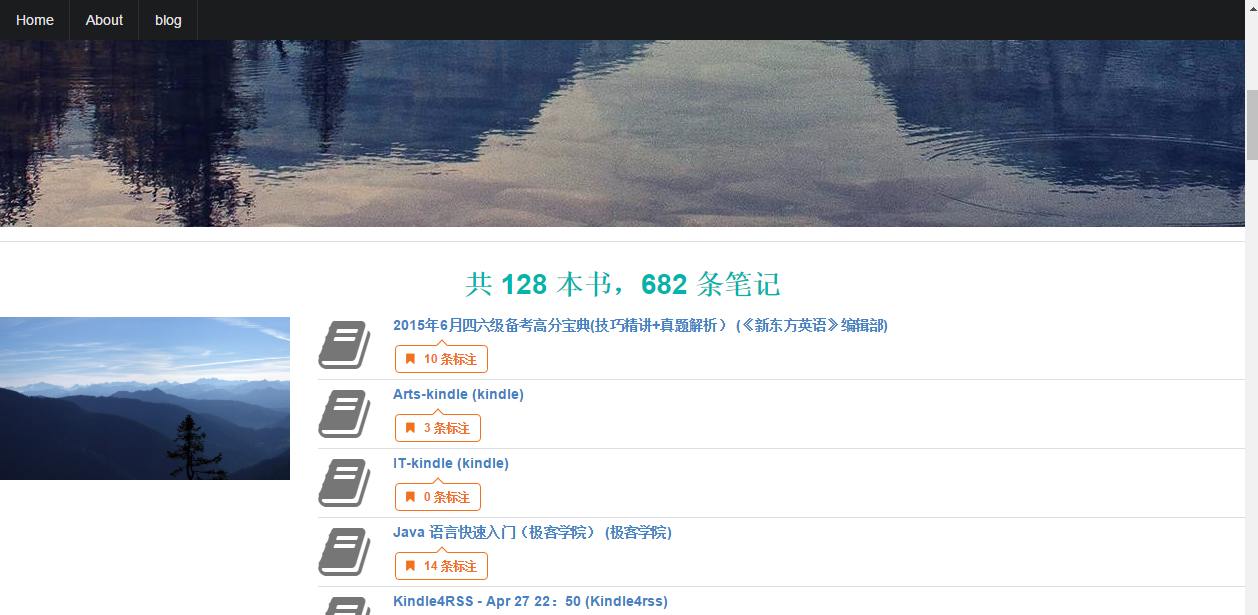 Home About blog
共 128 本书，682 条笔记
2015年6月四六级备考高分宝典(技巧精讲+真题解析） (《新东方英语》编辑部)
10 条标注
Arts-kindle (kindle)
3 条标注
IT-kindle (kindle)
0 条标注
Java 语言快速入门（极客学院） (极客学院)
14 条标注
Kindle4RSS - Apr 27 22：50 (Kindle4rss)